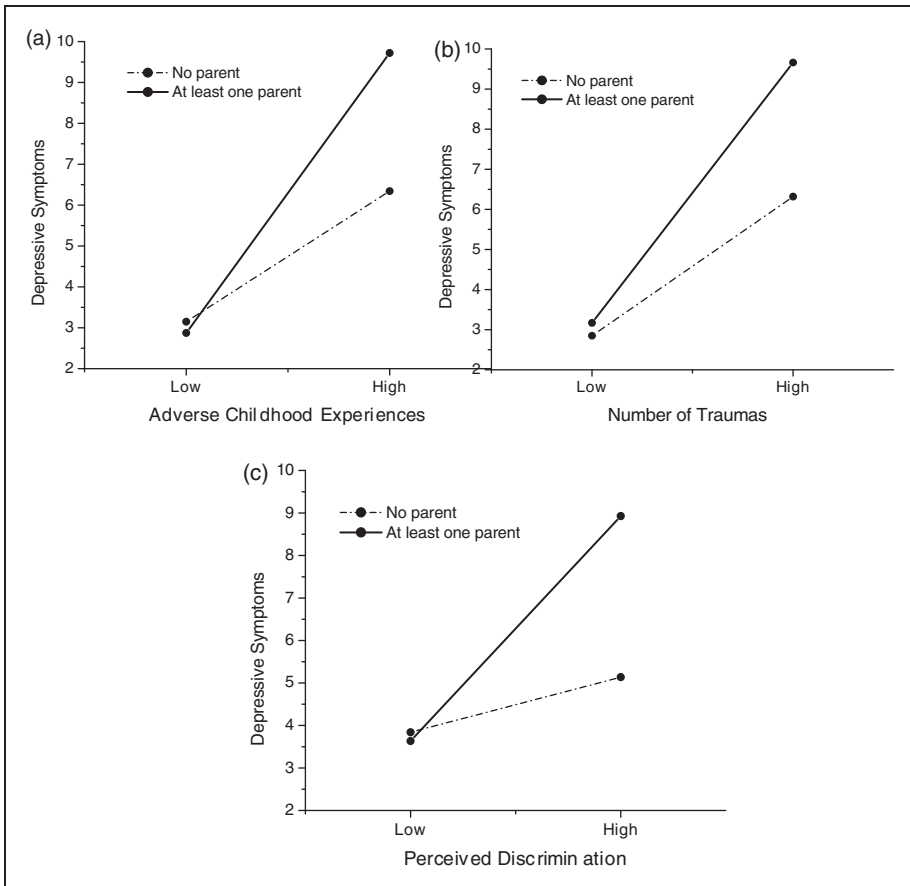 (a)
10
9
8
7
6
5
4
3
2
Depressive Symptoms
No parent
At least one parent
Low
High
Adverse Childhood Experiences
(b)
10
9
8
7
6
5
4
3
2
Depressive Symptoms
No parent
At least one parent
Low
High
Number of Traumas
(c)
10
9
8
7
6
5
4
3
2
Depressive Symptoms
No parent
At least one parent
Low
High
Perceived Discrimin ation